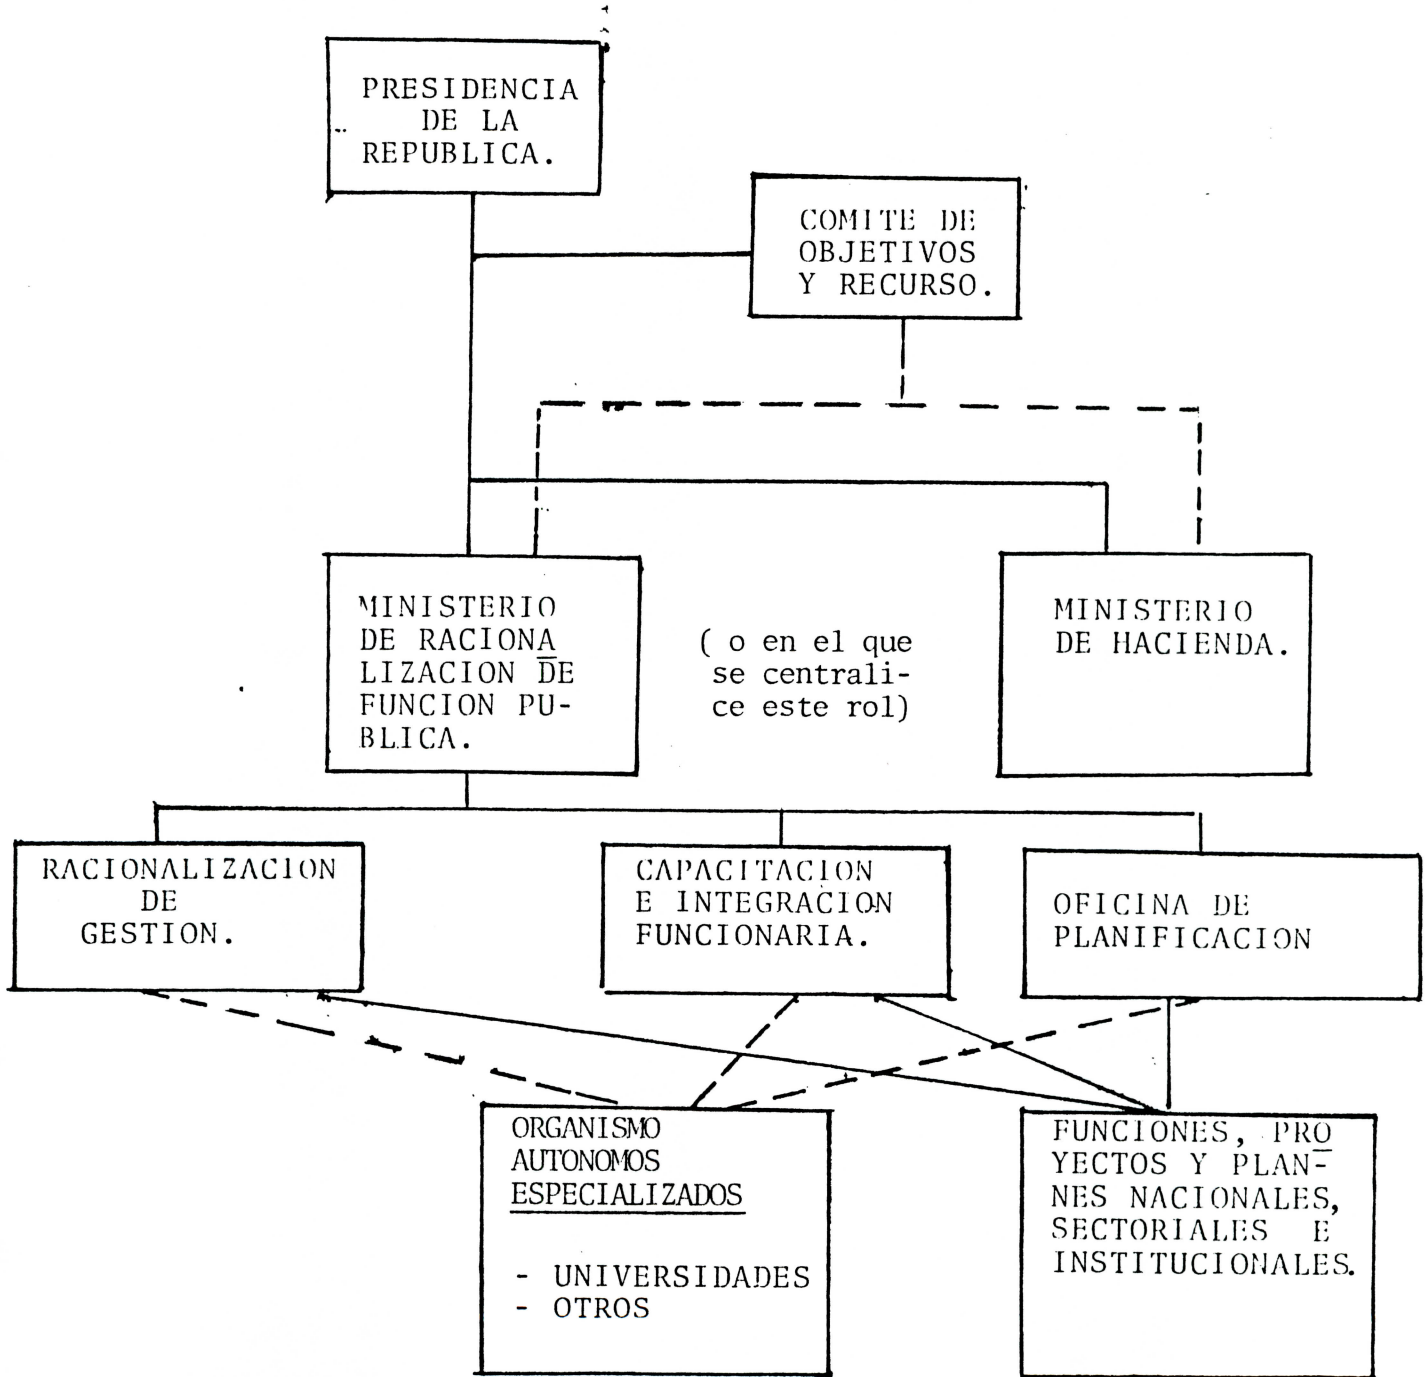 PRESIDENCIA
DE LA
REPUBLICA.
COMITE DE
OBJETIVOS
Y RECURSO.
MINISTERIO
DE RACIONA
LIZACION DE
FUNCION PU-
BLICA.
( o en el que
se centrali-
ce este rol)
MINISTERIO
DE HACIENDA.
RACIONALIZACION
DE
GESTION.
CAPACITACION
E INTEGRACION
FUNCIONARIA.
OFICINA DE
PLANIFICACION
ORGANISMO
AUTONOMOS
ESPECIALIZADOS
- UNIVERSIDADES
- OTROS
FUNCIONES, PRO
YECTOS Y PLAN-
NES NACIONALES,
SECTORIALES E
INSTITUCIONALES.